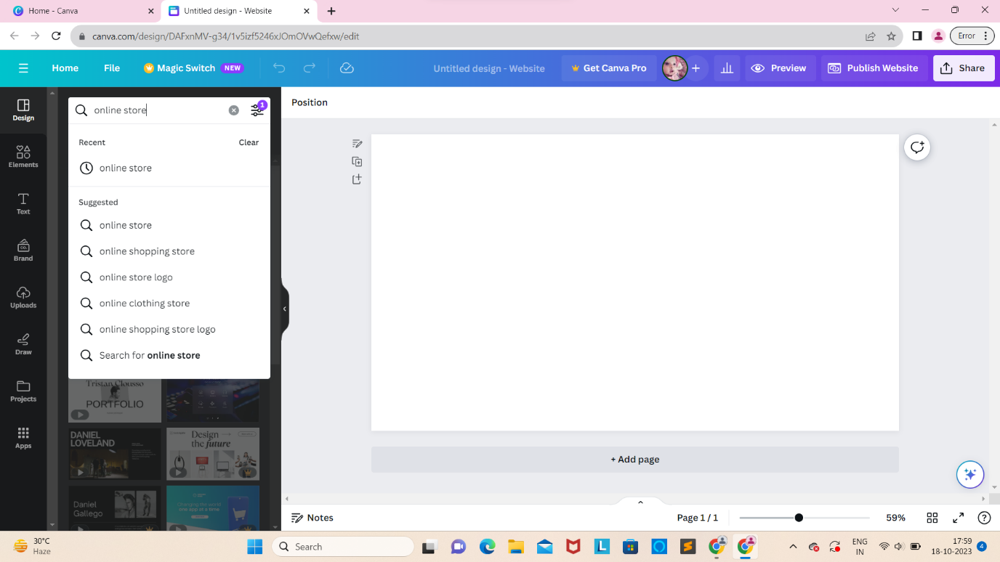 Home - Canva
Untitled design - Website
canva.com/design/DAFxnMV-g34/1v5izf5246xJOmOVwQefxw/edit
Error
Home
File
Magic Switch
NEW
Untitled design - Website
Get Canva Pro
Preview
Publish Website
Share
Design
Elements
Text
Brand
Uploads
Draw
Projects
Apps
CO.
online store
1
Recent
Clear
online store
Suggested
online store
online shopping store
online store logo
online clothing store
online shopping store logo
Search for online store
Tristan Clousso
PORTFOLIO
DANIEL
LOVELAND
Design
the future
Daniel
Gallego
Changing the world
one app at a time
Position
+ Add page
Notes
Page 1 / 1
59%
30°C
Haze
Search
ENG
IN
17:59
18-10-2023
4